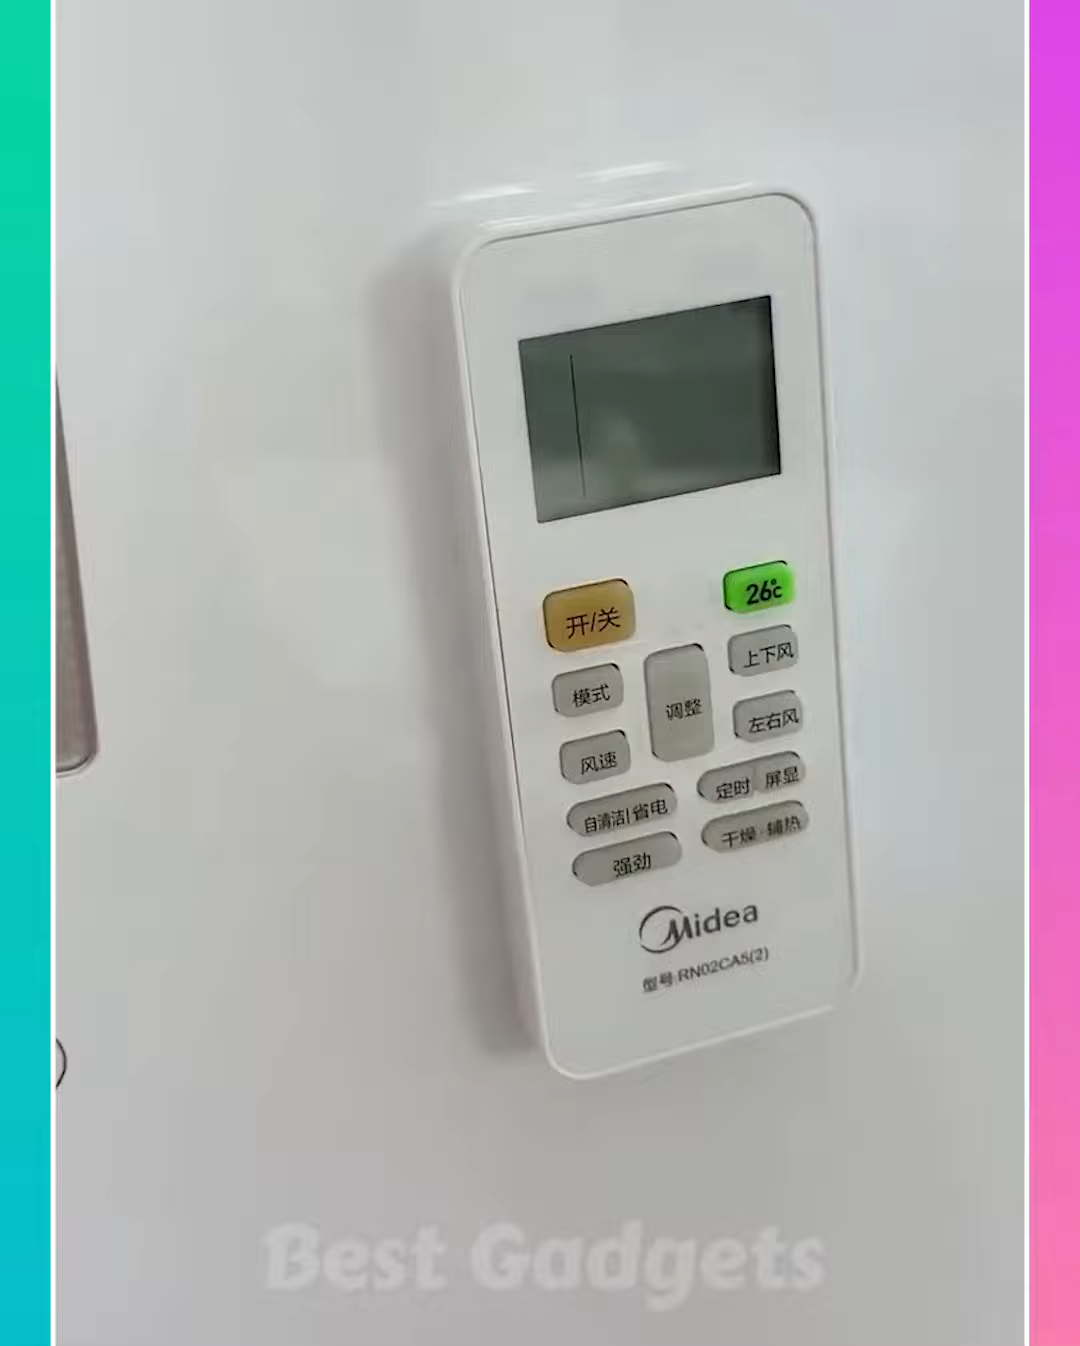 开/关
26℃
模式
调整
上下风
风速
左右风
自清洁|省电
定时 屏显
强劲
干燥·辅热
Midea
型号:RN02CA5(2)
Best Gadgets